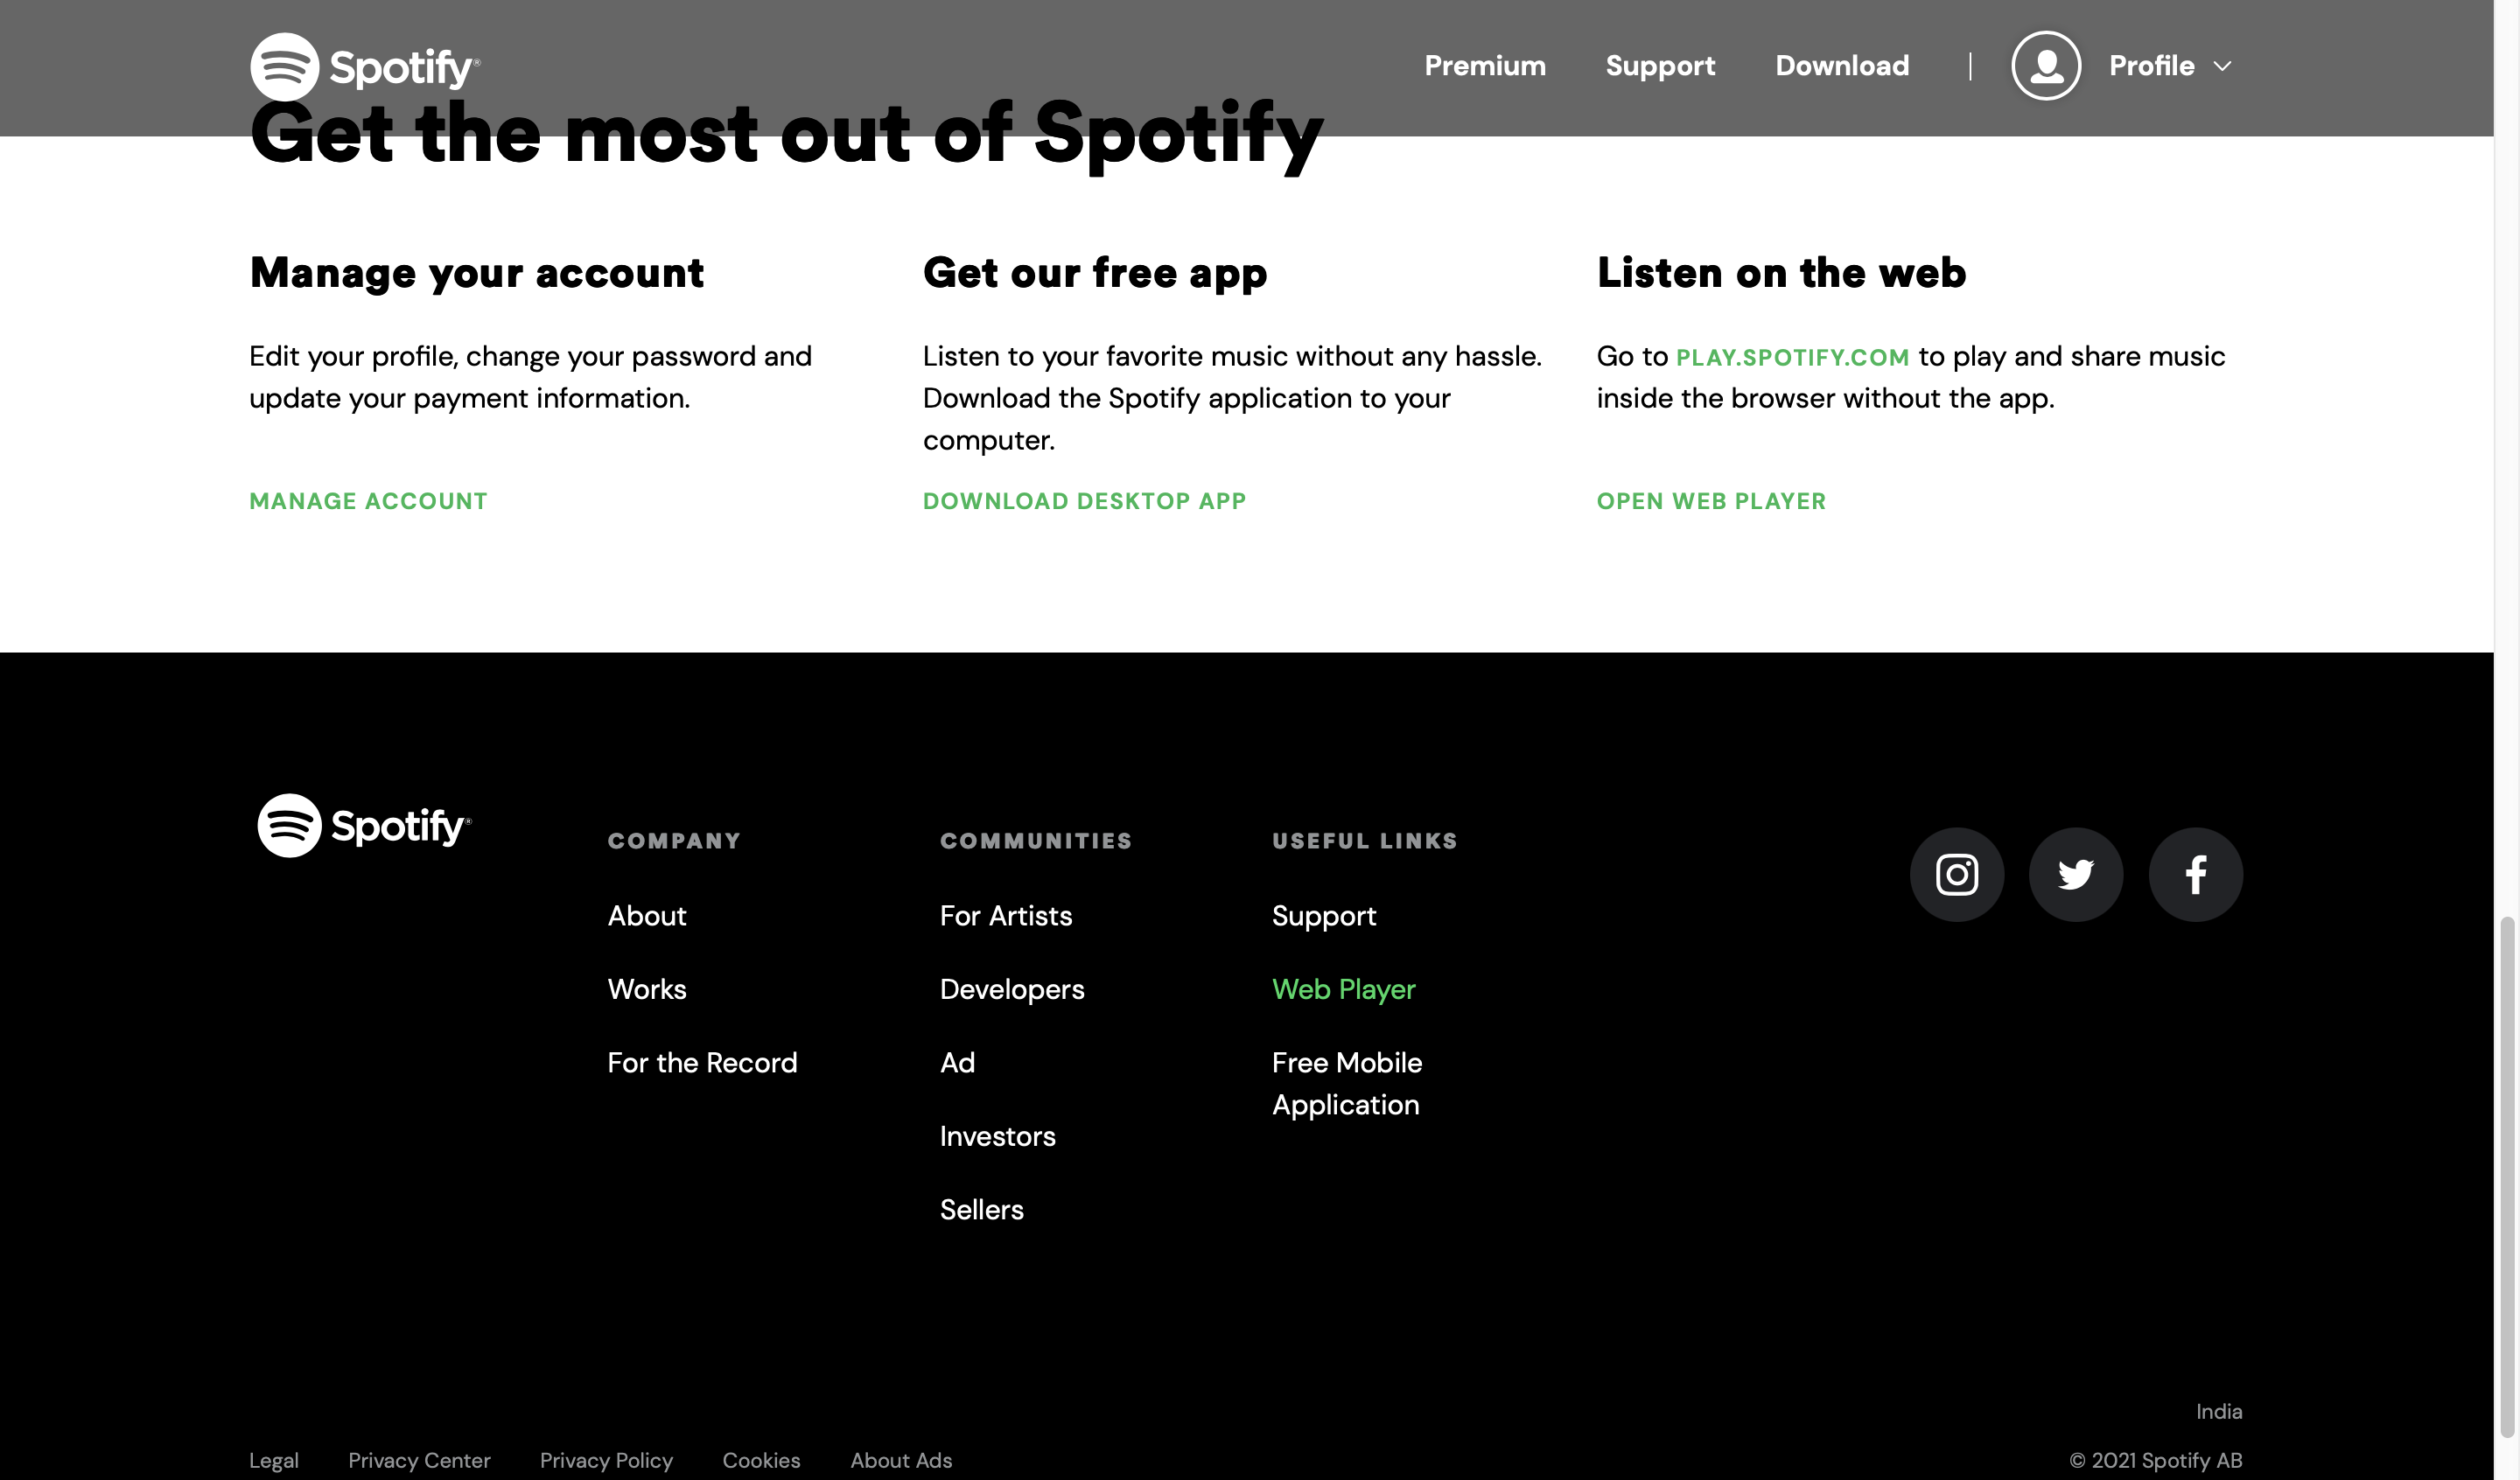 Spotify®
Premium Support Download | Profile
Get the most out of Spotify
Manage your account
Edit your profile, change your password and
update your payment information.
MANAGE ACCOUNT
Get our free app
Listen to your favorite music without any hassle.
Download the Spotify application to your
computer.
DOWNLOAD DESKTOP APP
Listen on the web
Go to PLAY.SPOTIFY.COM to play and share music
inside the browser without the app.
OPEN WEB PLAYER
Spotify®
COMPANY
About
Works
For the Record
COMMUNITIES
For Artists
Developers
Ad
Investors
Sellers
USEFUL LINKS
Support
Web Player
Free Mobile
Application
India
Legal Privacy Center Privacy Policy Cookies About Ads
© 2021 Spotify AB